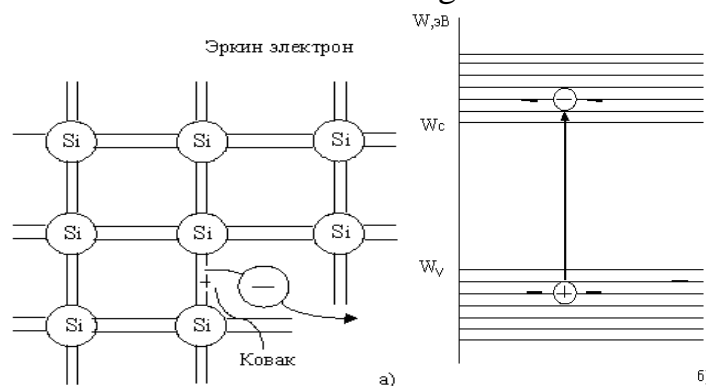 W,эВ
Эркин электрон
Si Si Si
Wc
Si Si Si
Wv
+ − +
Si Si
Ковак
а) б